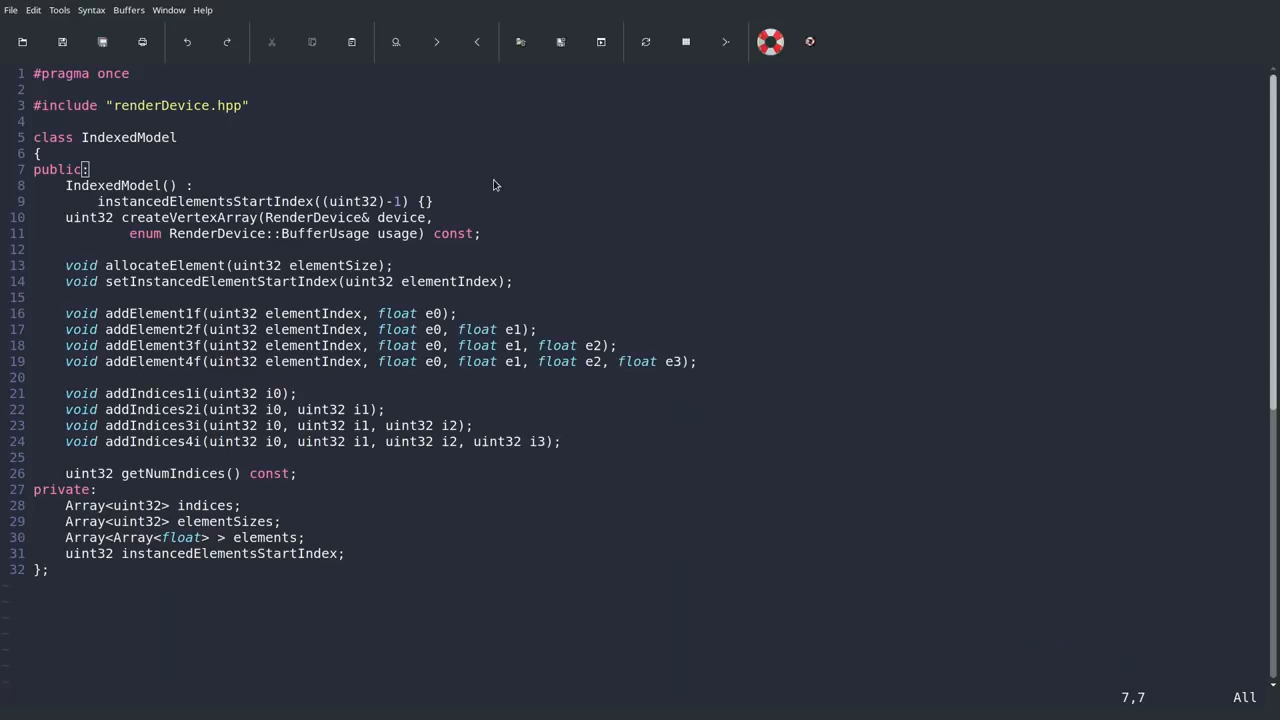 File Edit Tools Syntax Buffers Window Help
1 #pragma once
2
3 #include "renderDevice.hpp"
4
5 class IndexedModel
6 {
7 public:
8     IndexedModel() :
9         instancedElementsStartIndex((uint32)-1) {}
10     uint32 createVertexArray(RenderDevice& device,
11             enum RenderDevice::BufferUsage usage) const;
12
13     void allocateElement(uint32 elementSize);
14     void setInstancedElementStartIndex(uint32 elementIndex);
15
16     void addElement1f(uint32 elementIndex, float e0);
17     void addElement2f(uint32 elementIndex, float e0, float e1);
18     void addElement3f(uint32 elementIndex, float e0, float e1, float e2);
19     void addElement4f(uint32 elementIndex, float e0, float e1, float e2, float e3);
20
21     void addIndices1i(uint32 i0);
22     void addIndices2i(uint32 i0, uint32 i1);
23     void addIndices3i(uint32 i0, uint32 i1, uint32 i2);
24     void addIndices4i(uint32 i0, uint32 i1, uint32 i2, uint32 i3);
25
26     uint32 getNumIndices() const;
27 private:
28     Array<uint32> indices;
29     Array<uint32> elementSizes;
30     Array<Array<float> > elements;
31     uint32 instancedElementsStartIndex;
32 };
~
~
~
~
~
~
~
7,7 All